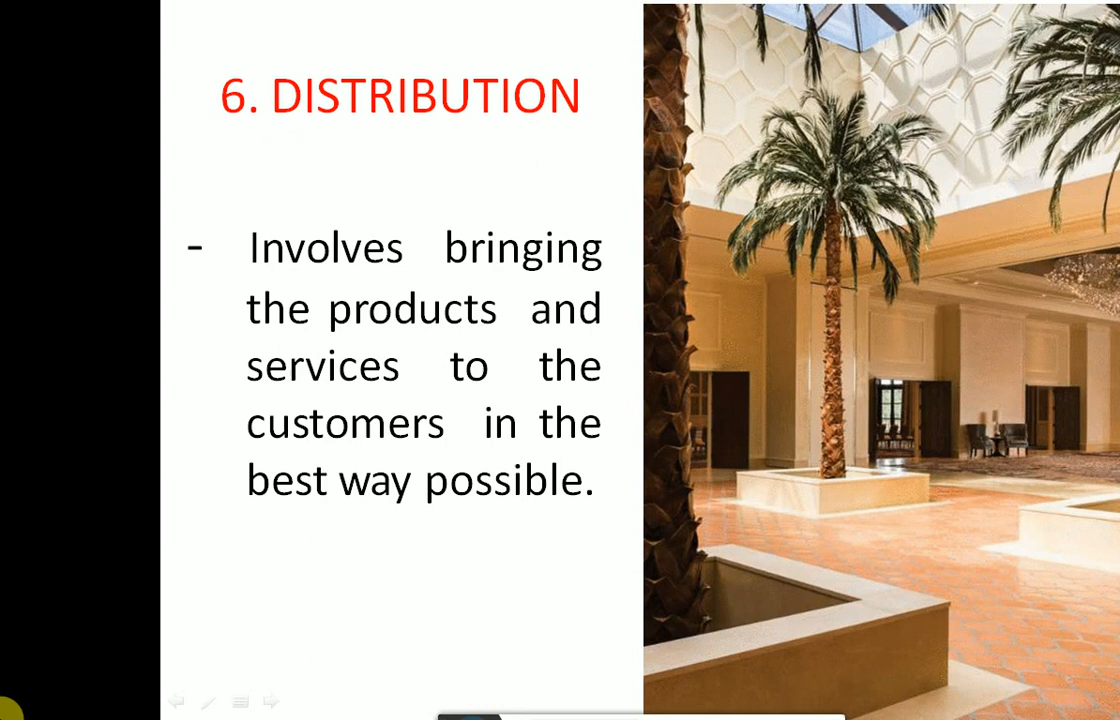 6. DISTRIBUTION
- Involves bringing
the products and
services to the
customers in the
best way possible.